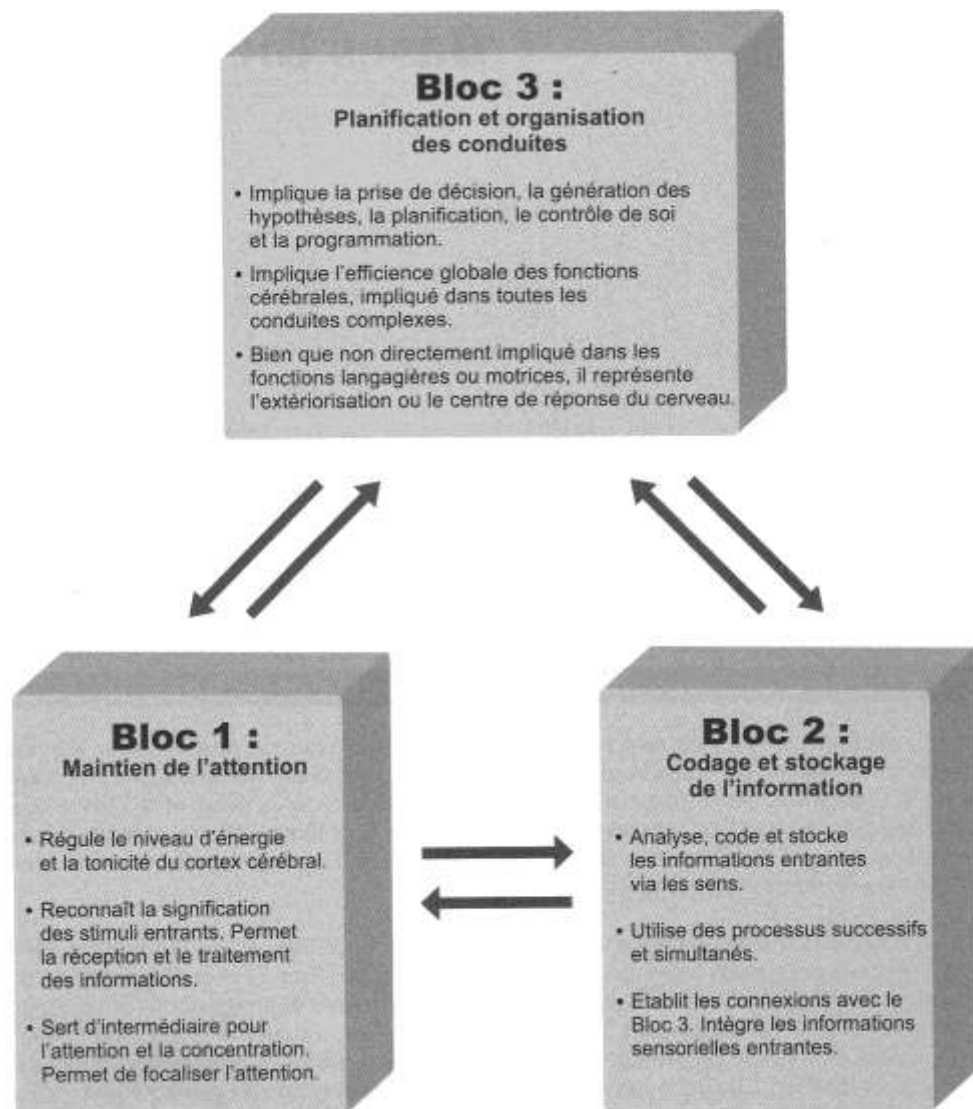 Bloc 3 :
Planification et organisation
des conduites
• Implique la prise de décision, la génération des
hypothèses, la planification, le contrôle de soi
et la programmation.
• Implique l'efficience globale des fonctions
cérébrales, impliqué dans toutes les
conduites complexes.
• Bien que non directement impliqué dans les
fonctions langagières ou motrices, il représente
l'extériorisation ou le centre de réponse du cerveau.
Bloc 1 :
Maintien de l'attention
• Régule le niveau d'énergie
et la tonicité du cortex cérébral.
• Reconnaît la signification
des stimuli entrants. Permet
la réception et le traitement
des informations.
• Sert d'intermédiaire pour
l'attention et la concentration.
Permet de focaliser l'attention.
Bloc 2 :
Codage et stockage
de l'information
• Analyse, code et stocke
les informations entrantes
via les sens.
• Utilise des processus successifs
et simultanés.
• Etablit les connexions avec le
Bloc 3. Intègre les informations
sensorielles entrantes.